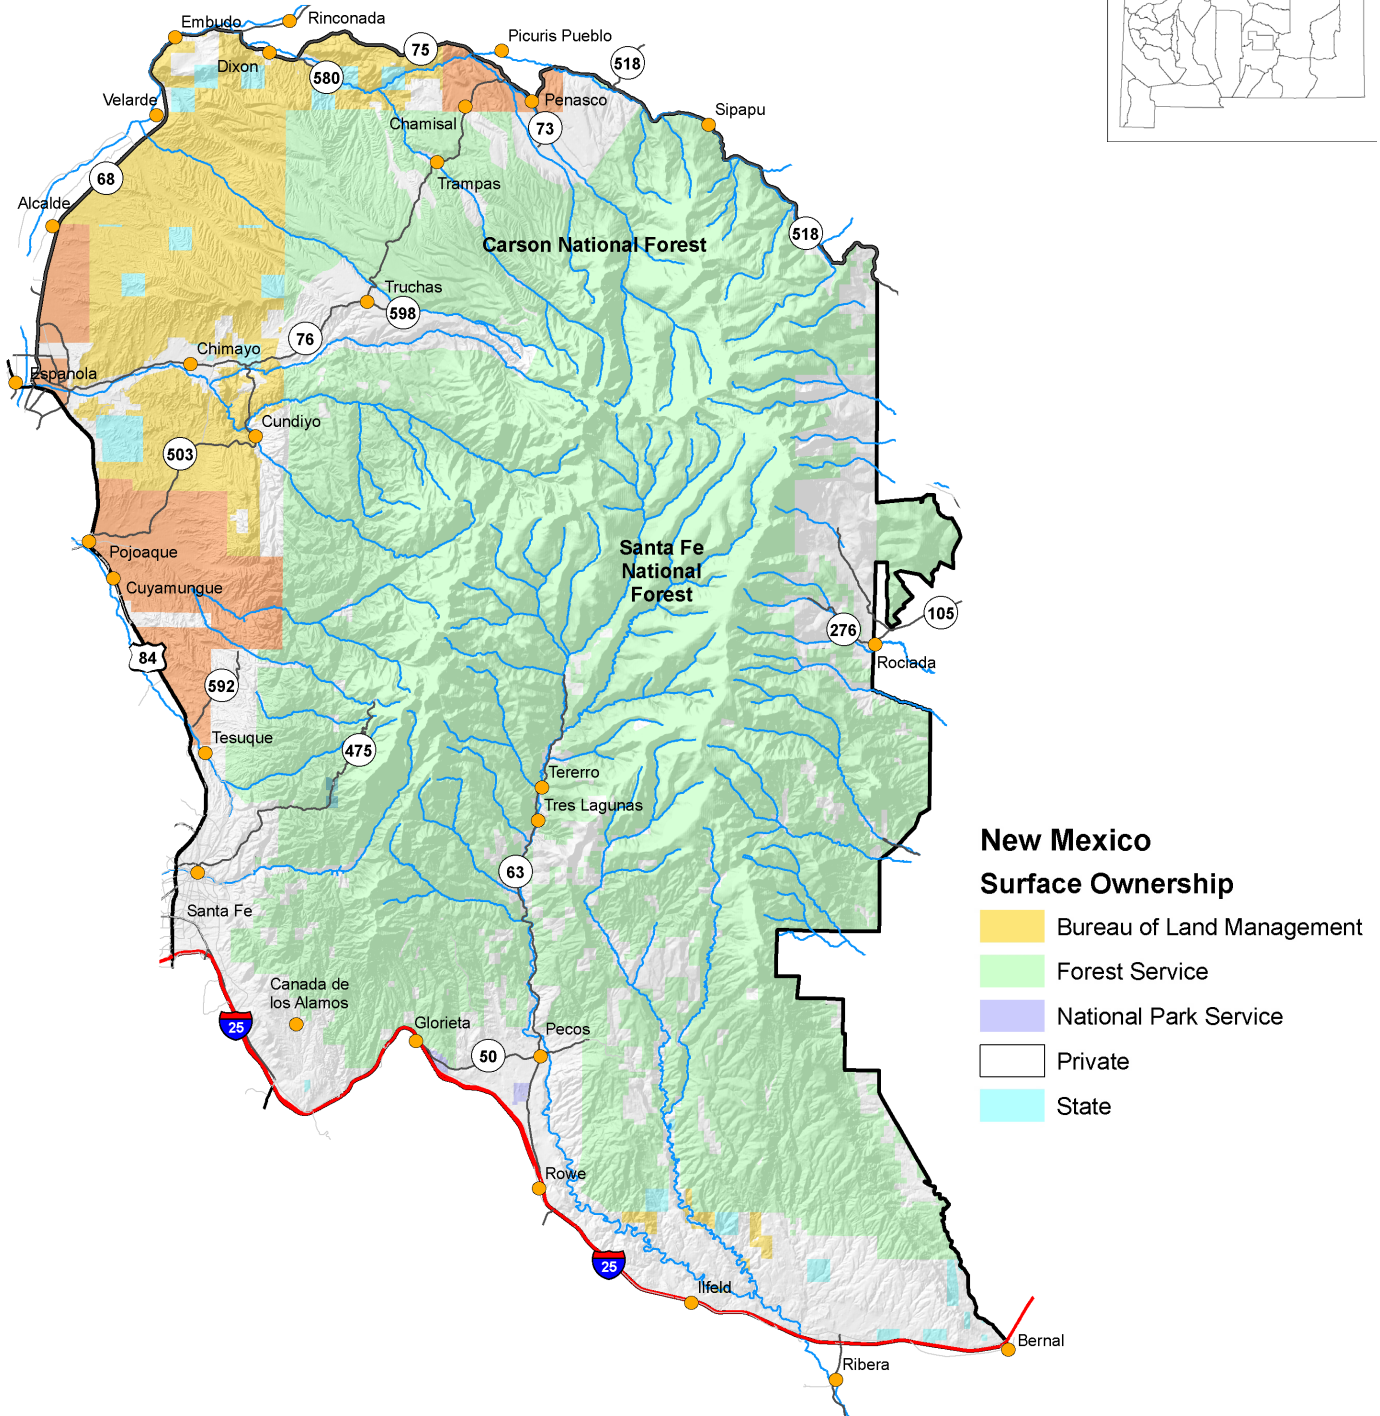 Embudo
Rinconada
Dixon
75
Picuris Pueblo
518
580
Velarde
Chamisal
Penasco
73
Sipapu
68
Trampas
Alcalde
Carson National Forest
518
Truchas
598
76
Chimayo
Espanola
Cundiyo
503
Santa Fe
National
Forest
Pojoaque
Cuyamungue
105
276
Rociada
84
592
Tesuque
475
Tererro
Tres Lagunas
63
Santa Fe
Canada de
los Alamos
25
Glorieta
50
Pecos
Rowe
25
Ilfeld
Bernal
Ribera
New Mexico
Surface Ownership
Bureau of Land Management
Forest Service
National Park Service
Private
State